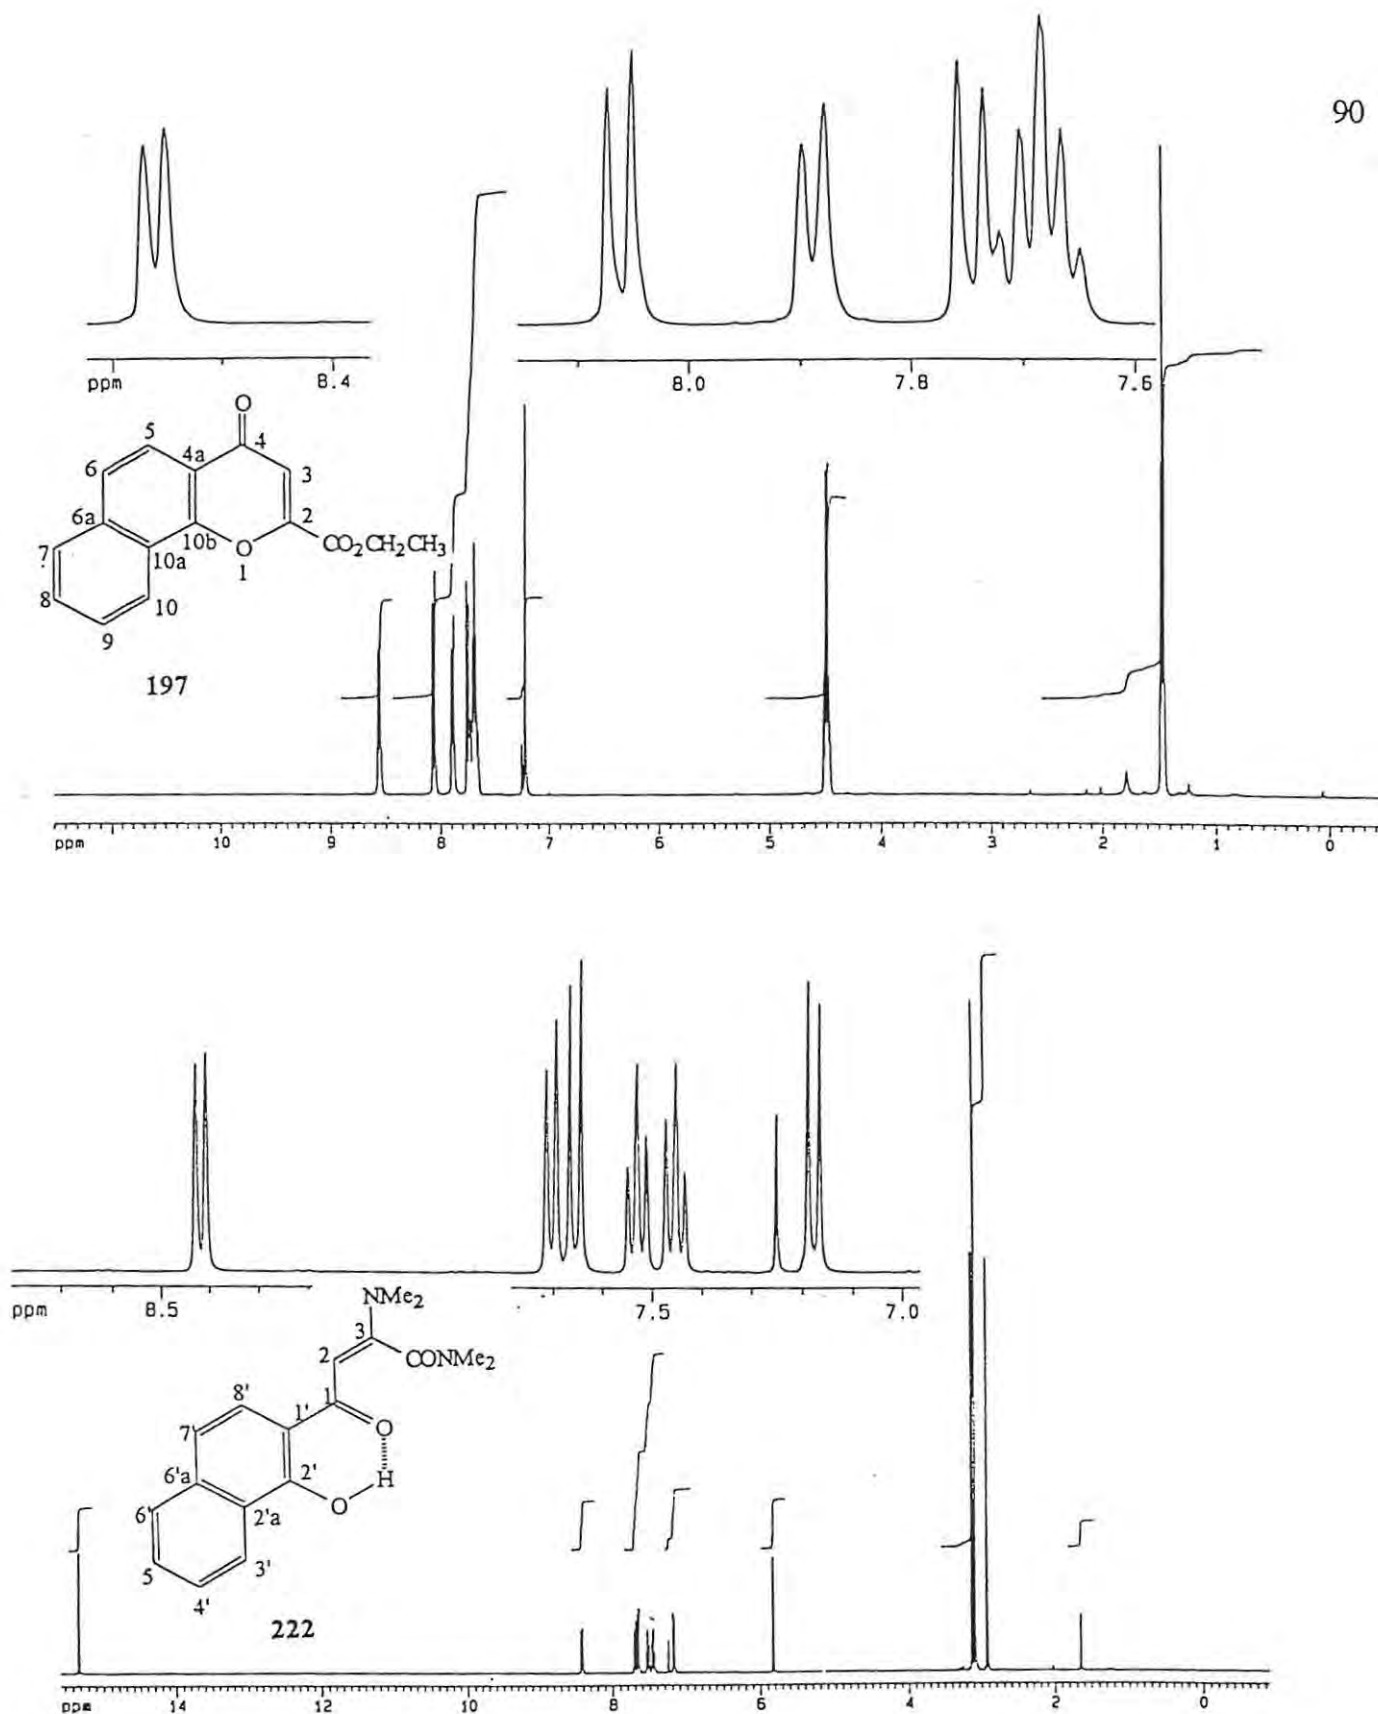 90
ppm 8.4 8.0 7.8 7.6
O
5 4
4a
6 3
6a 2
10b O CO2CH2CH3
7 10a 1
8 10
9
197
ppm 10 9 8 7 6 5 4 3 2 1 0
ppm 8.5 7.5 7.0
NMe2
3
2 CONMe2
8' 1
7' 1' O
6'a 2' H
6' 2'a O
5 3'
4'
222
ppm 14 12 10 8 6 4 2 0